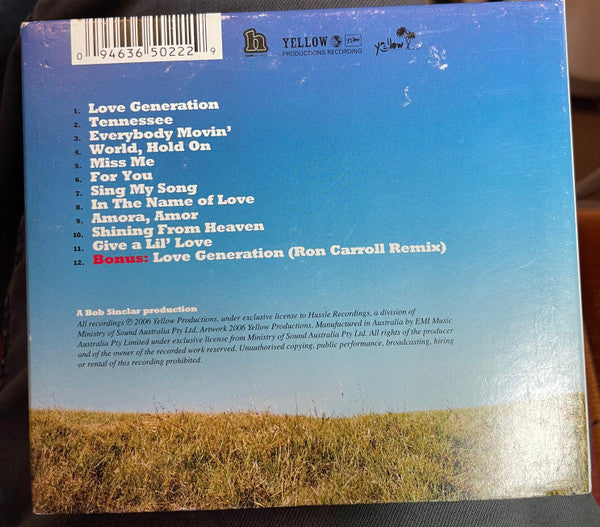 0 94636 50222 9
h
YELLOW
PRODUCTIONS RECORDING
yellow
1. Love Generation
2. Tennessee
3. Everybody Movin'
4. World, Hold On
5. Miss Me
6. For You
7. Sing My Song
8. In The Name of Love
9. Amora, Amor
10. Shining From Heaven
11. Give a Lil' Love
12. Bonus: Love Generation (Ron Carroll Remix)
A Bob Sinclar production
All recordings ℗ 2006 Yellow Productions, under exclusive license to Hussle Recordings, a division of
Ministry of Sound Australia Pty Ltd. Artwork 2006 Yellow Productions. Manufactured in Australia by EMI Music
Australia Pty Limited under exclusive license from Ministry of Sound Australia Pty Ltd. All rights of the producer
and of the owner of the recorded work reserved. Unauthorised copying, public performance, broadcasting, hiring
or rental of this recording prohibited.